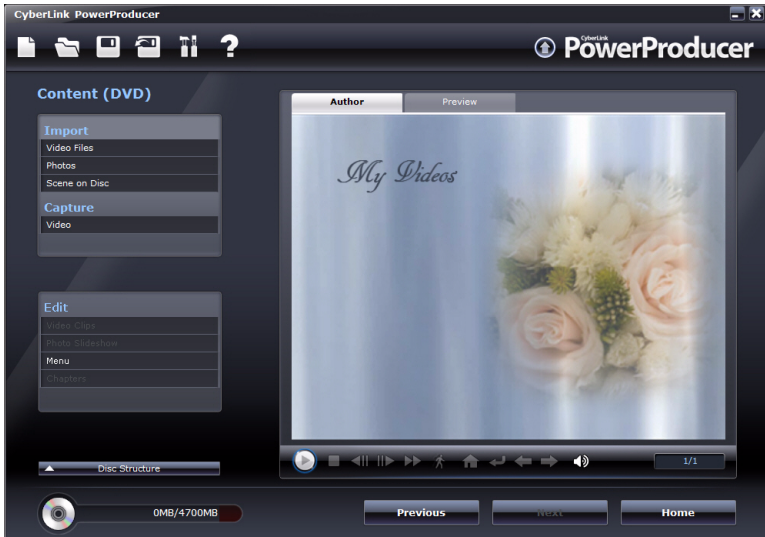 CyberLink PowerProducer
?
CyberLink
PowerProducer
Content (DVD)
Import
Video Files
Photos
Scene on Disc
Capture
Video
Edit
Video Clips
Photo Slideshow
Menu
Chapters
Disc Structure
0MB/4700MB
Author
Preview
My Videos
1/1
Previous
Next
Home